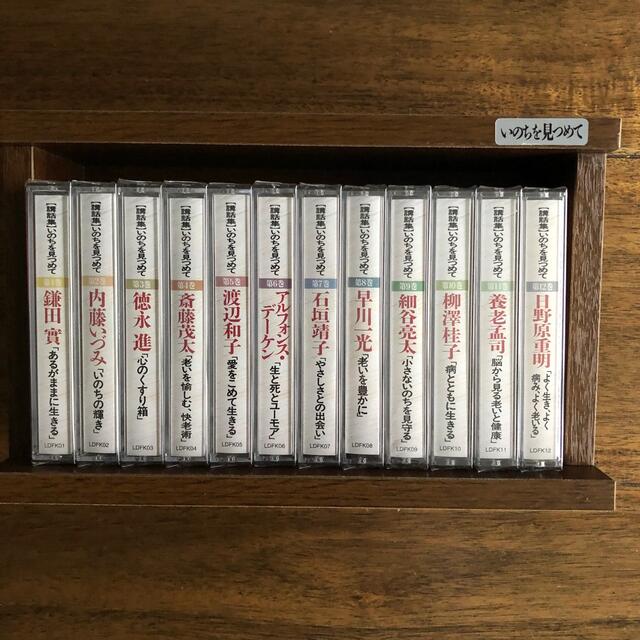 いのちを見つめて
[講話集]いのちを見つめて
第1巻
鎌田 實
「あるがままに生きる」
LDFK01
[講話集]いのちを見つめて
第2巻
内藤いづみ
「いのちの輝き」
LDFK02
[講話集]いのちを見つめて
第3巻
徳永 進
「心のくすり箱」
LDFK03
[講話集]いのちを見つめて
第4巻
斎藤茂太
「老いを愉しむ、快老術」
LDFK04
[講話集]いのちを見つめて
第5巻
渡辺和子
「愛をこめて生きる」
LDFK05
[講話集]いのちを見つめて
第6巻
アルフォンス・
デーケン
「生と死とユーモア」
LDFK06
[講話集]いのちを見つめて
第7巻
石垣靖子
「やさしさとの出会い」
LDFK07
[講話集]いのちを見つめて
第8巻
早川一光
「老いを豊かに」
LDFK08
[講話集]いのちを見つめて
第9巻
細谷亮太
「小さないのちを見守る」
LDFK09
[講話集]いのちを見つめて
第10巻
柳澤桂子
「病とともに生きる」
LDFK10
[講話集]いのちを見つめて
第11巻
養老孟司
「脳から見る老いと健康」
LDFK11
[講話集]いのちを見つめて
第12巻
日野原重明
「よく生き、よく
病み、よく老いる」
LDFK12